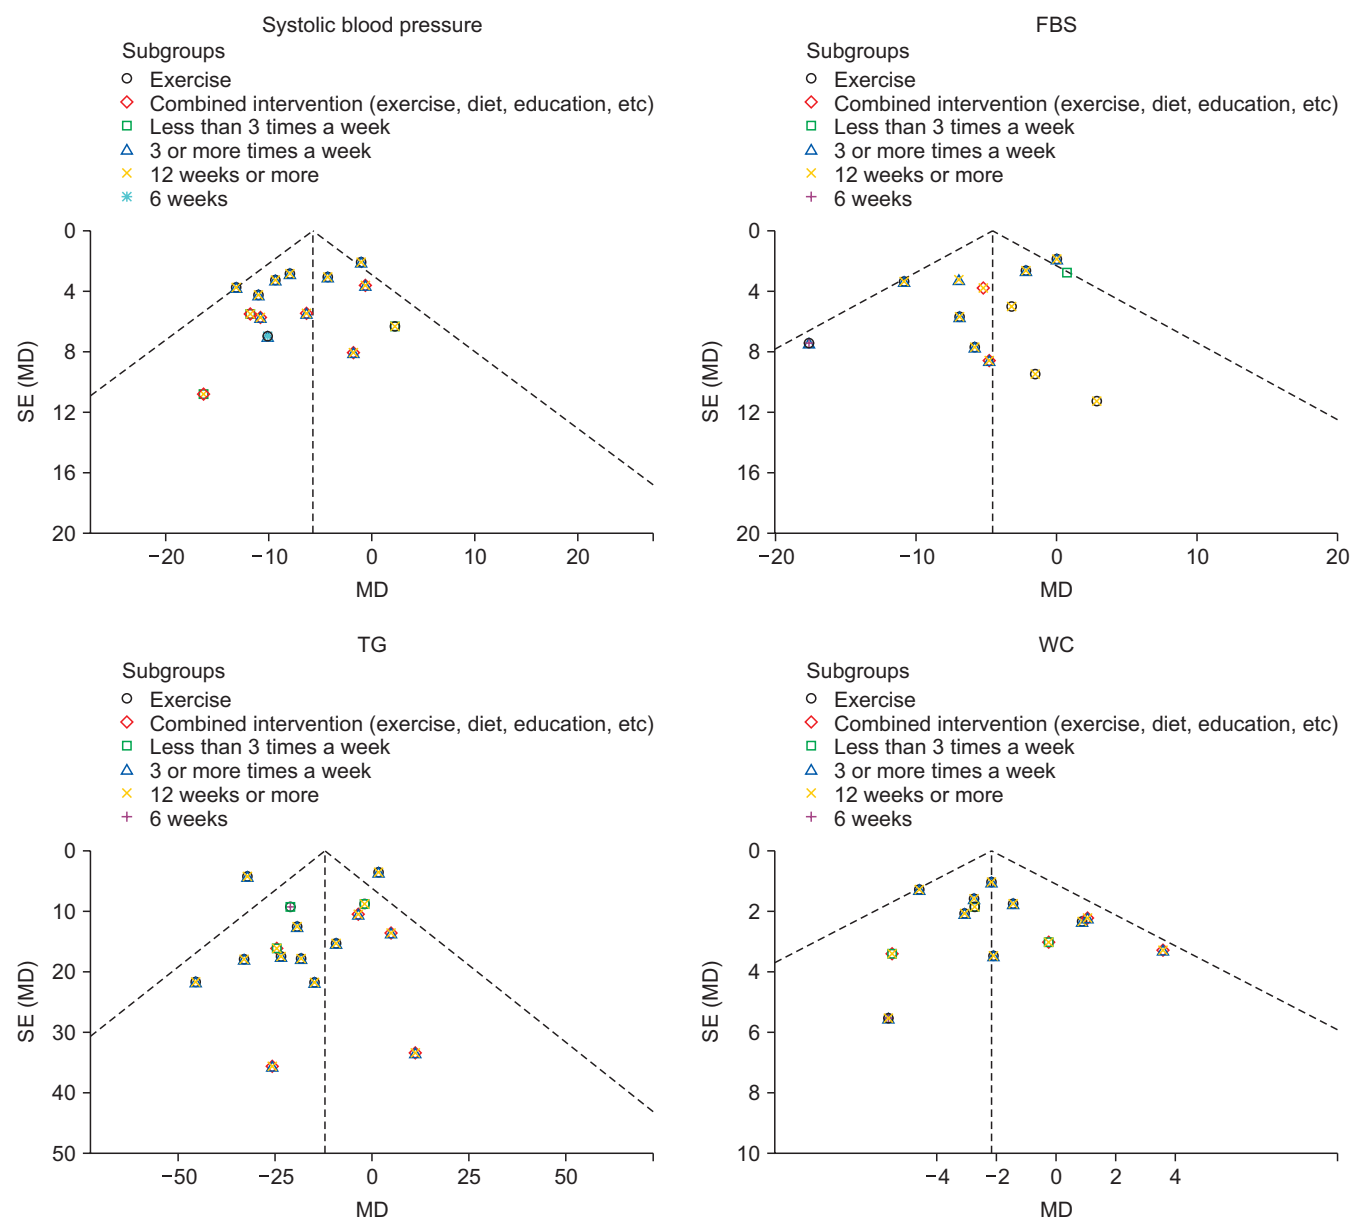 Systolic blood pressure
Subgroups
Exercise
Combined intervention (exercise, diet, education, etc)
Less than 3 times a week
3 or more times a week
12 weeks or more
6 weeks
0
4
8
12
16
20
SE (MD)
−20
−10
0
10
20
MD
FBS
Subgroups
Exercise
Combined intervention (exercise, diet, education, etc)
Less than 3 times a week
3 or more times a week
12 weeks or more
6 weeks
0
4
8
12
16
20
SE (MD)
−20
−10
0
10
20
MD
TG
Subgroups
Exercise
Combined intervention (exercise, diet, education, etc)
Less than 3 times a week
3 or more times a week
12 weeks or more
6 weeks
0
10
20
30
40
50
SE (MD)
−50
−25
0
25
50
MD
WC
Subgroups
Exercise
Combined intervention (exercise, diet, education, etc)
Less than 3 times a week
3 or more times a week
12 weeks or more
6 weeks
0
2
4
6
8
10
SE (MD)
−4
−2
0
2
4
MD